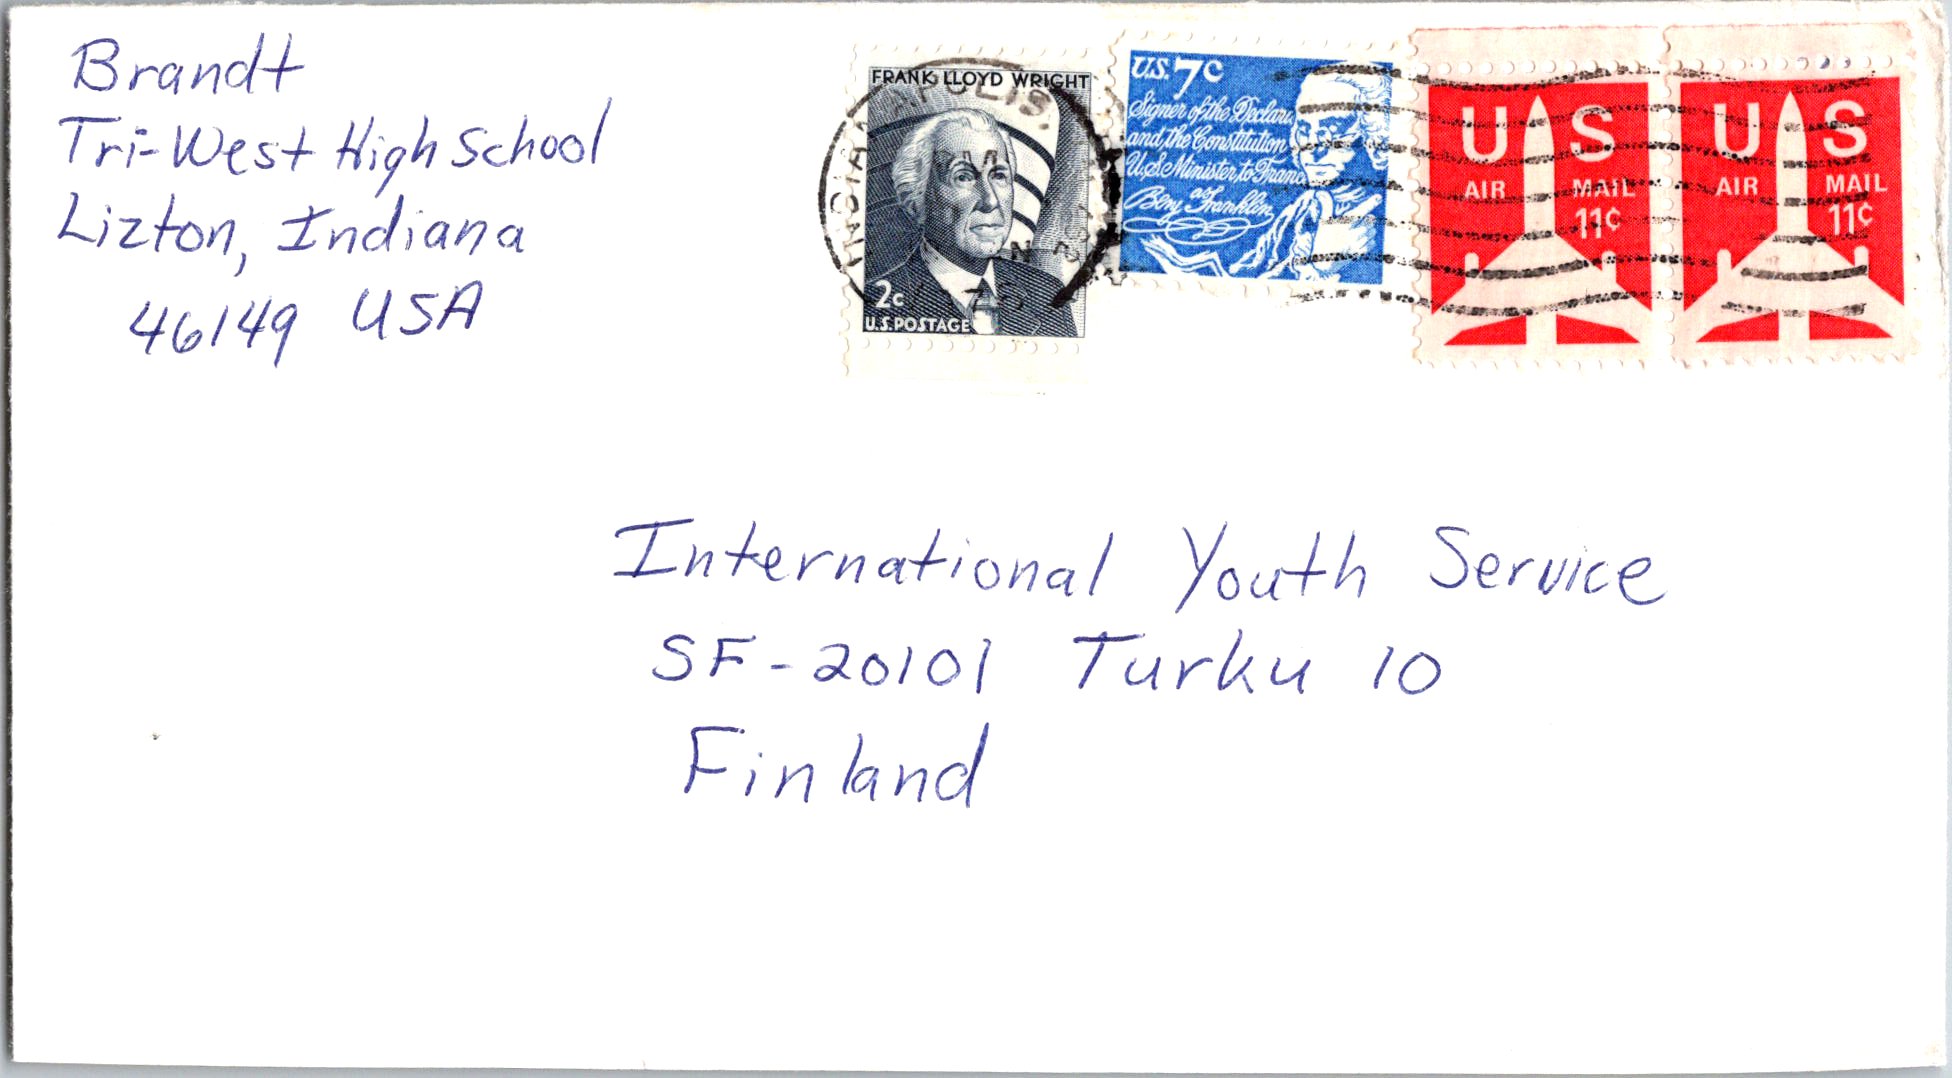 Brandt
Tri-West High School
Lizton, Indiana
46149 USA
FRANK LLOYD WRIGHT
2c
U.S. POSTAGE
INDIANAPOLIS.
U.S. 7c
Signer of the Declar
and the Constitution
U.S. Minister to France
Benj Franklin
US
AIR MAIL
11c
US
AIR MAIL
11c
International Youth Service
SF-20101 Turku 10
Finland